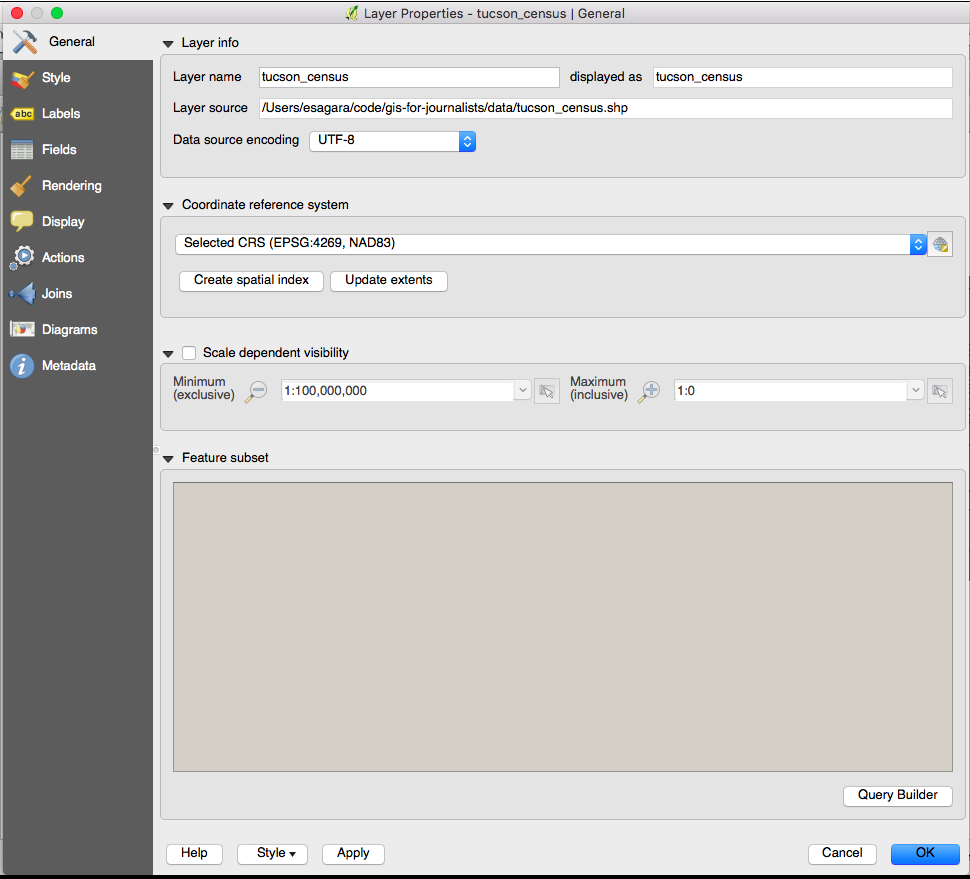 Layer Properties - tucson_census | General
General
Style
abc Labels
Fields
Rendering
Display
Actions
Joins
Diagrams
Metadata
Layer info
Layer name tucson_census displayed as tucson_census
Layer source /Users/esagara/code/gis-for-journalists/data/tucson_census.shp
Data source encoding UTF-8
Coordinate reference system
Selected CRS (EPSG:4269, NAD83)
Create spatial index Update extents
Scale dependent visibility
Minimum
(exclusive) 1:100,000,000
Maximum
(inclusive) 1:0
Feature subset
Query Builder
Help Style Apply Cancel OK